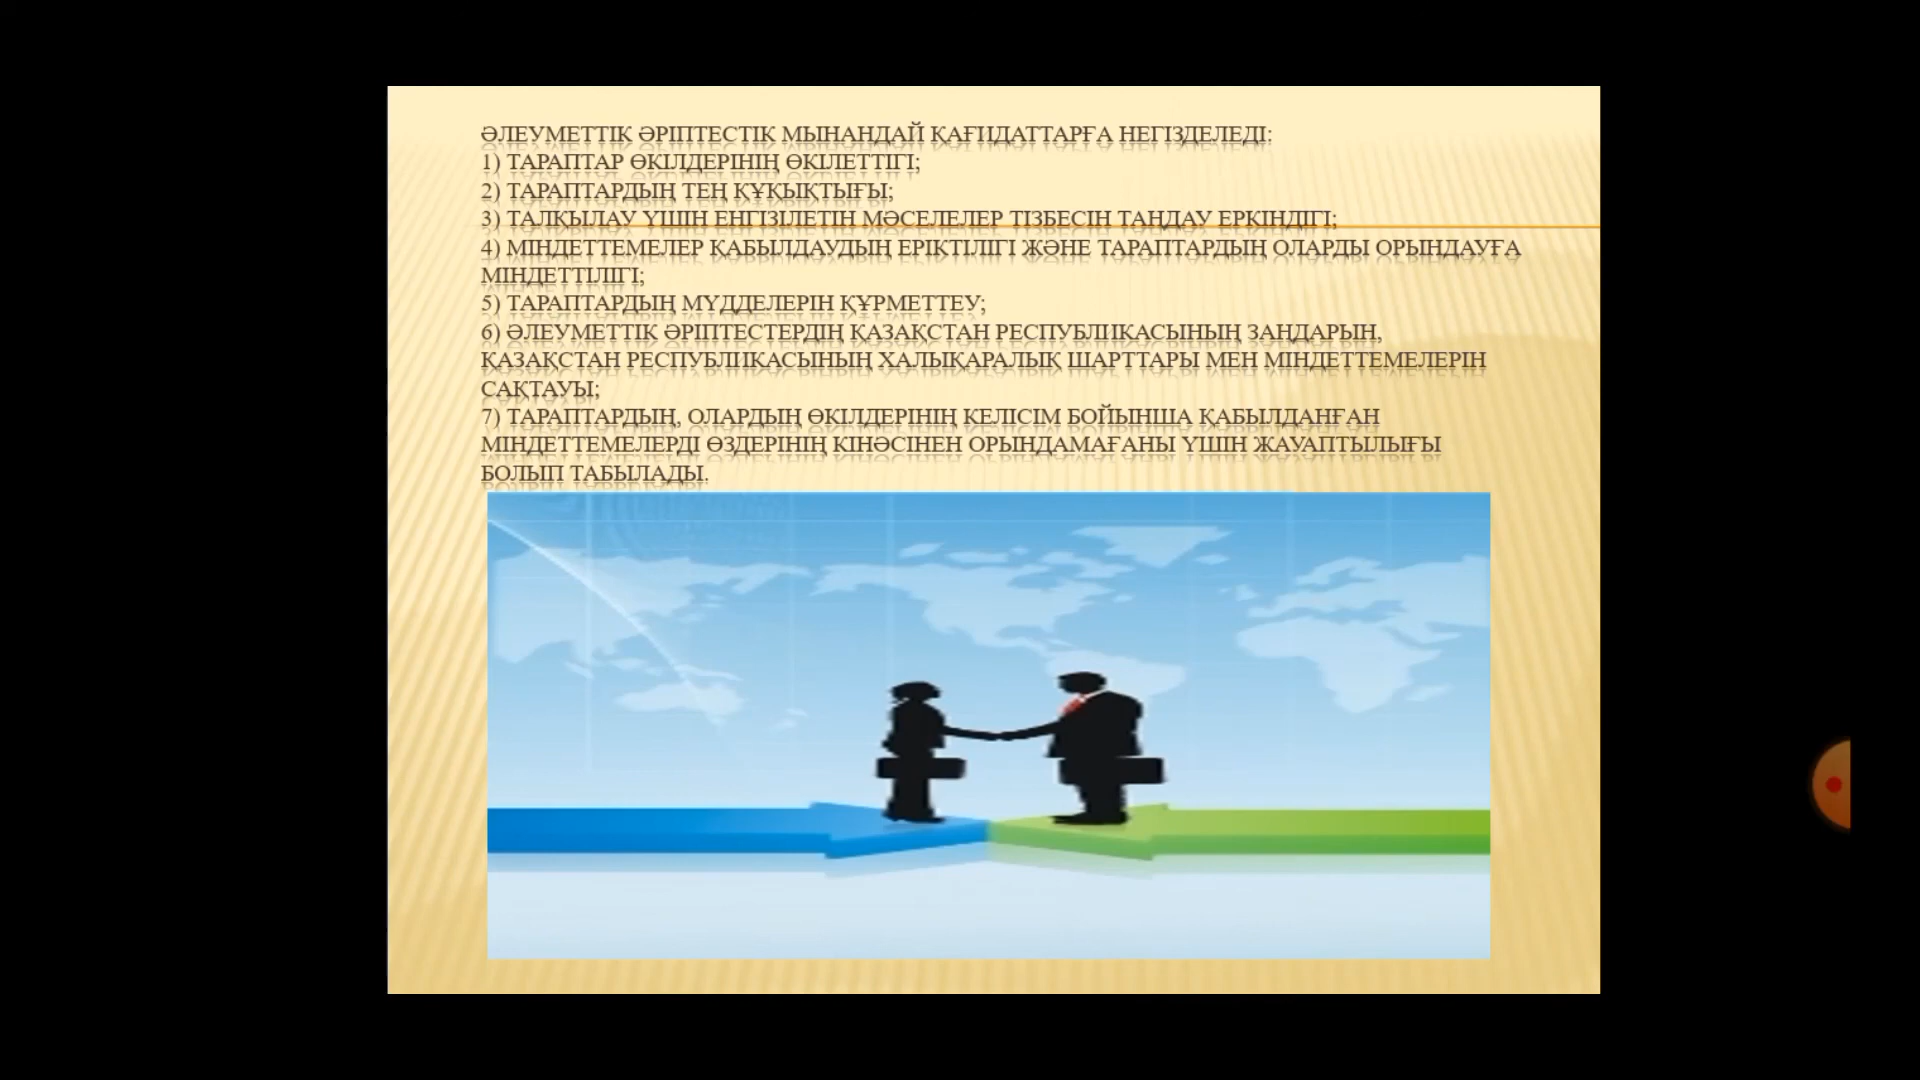 ӘЛЕУМЕТТІК ӘРІПТЕСТІК МЫНАНДАЙ ҚАҒИДАТТАРҒА НЕГІЗДЕЛЕДІ:
1) ТАРАПТАР ӨКІЛДЕРІНІҢ ӨКІЛЕТТІГІ;
2) ТАРАПТАРДЫҢ ТЕҢ ҚҰҚЫҚТЫҒЫ;
3) ТАЛҚЫЛАУ ҮШІН ЕНГІЗІЛЕТІН МӘСЕЛЕЛЕР ТІЗБЕСІН ТАҢДАУ ЕРКІНДІГІ;
4) МІНДЕТТЕМЕЛЕР ҚАБЫЛДАУДЫҢ ЕРІКТІЛІГІ ЖӘНЕ ТАРАПТАРДЫҢ ОЛАРДЫ ОРЫНДАУҒА
МІНДЕТТІЛІГІ;
5) ТАРАПТАРДЫҢ МҮДДЕЛЕРІН ҚҰРМЕТТЕУ;
6) ӘЛЕУМЕТТІК ӘРІПТЕСТЕРДІҢ ҚАЗАҚСТАН РЕСПУБЛИКАСЫНЫҢ ЗАҢДАРЫН,
ҚАЗАҚСТАН РЕСПУБЛИКАСЫНЫҢ ХАЛЫҚАРАЛЫҚ ШАРТТАРЫ МЕН МІНДЕТТЕМЕЛЕРІН
САҚТАУЫ;
7) ТАРАПТАРДЫҢ, ОЛАРДЫҢ ӨКІЛДЕРІНІҢ КЕЛІСІМ БОЙЫНША ҚАБЫЛДАНҒАН
МІНДЕТТЕМЕЛЕРДІ ӨЗДЕРІНІҢ КІНӘСІНЕН ОРЫНДАМАҒАНЫ ҮШІН ЖАУАПТЫЛЫҒЫ
БОЛЫП ТАБЫЛАДЫ.